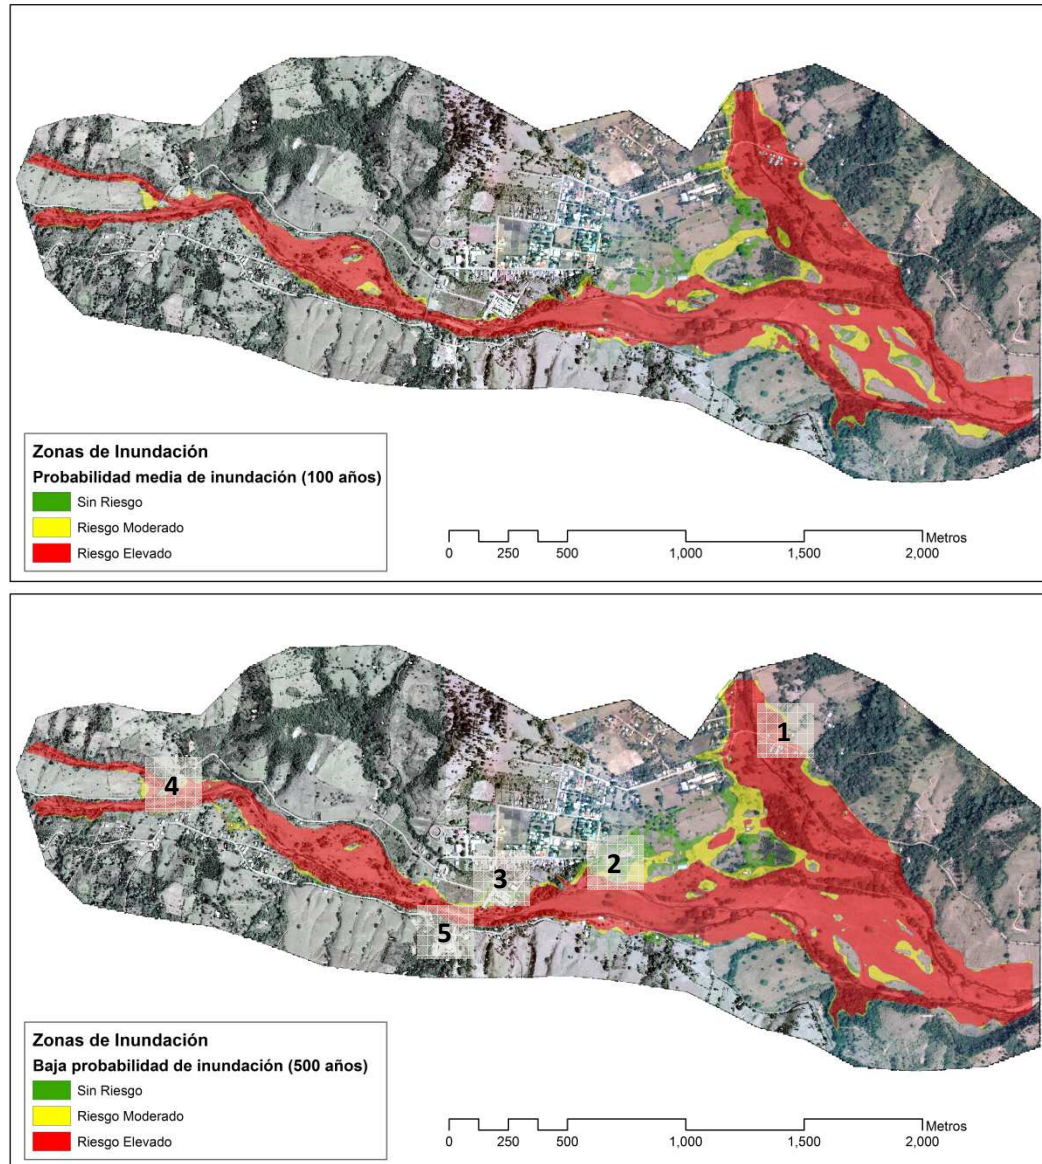 Zonas de Inundación
Probabilidad media de inundación (100 años)
Sin Riesgo
Riesgo Moderado
Riesgo Elevado
Metros
0 250 500 1,000 1,500 2,000
1
4
2
3
5
Zonas de Inundación
Baja probabilidad de inundación (500 años)
Sin Riesgo
Riesgo Moderado
Riesgo Elevado
Metros
0 250 500 1,000 1,500 2,000